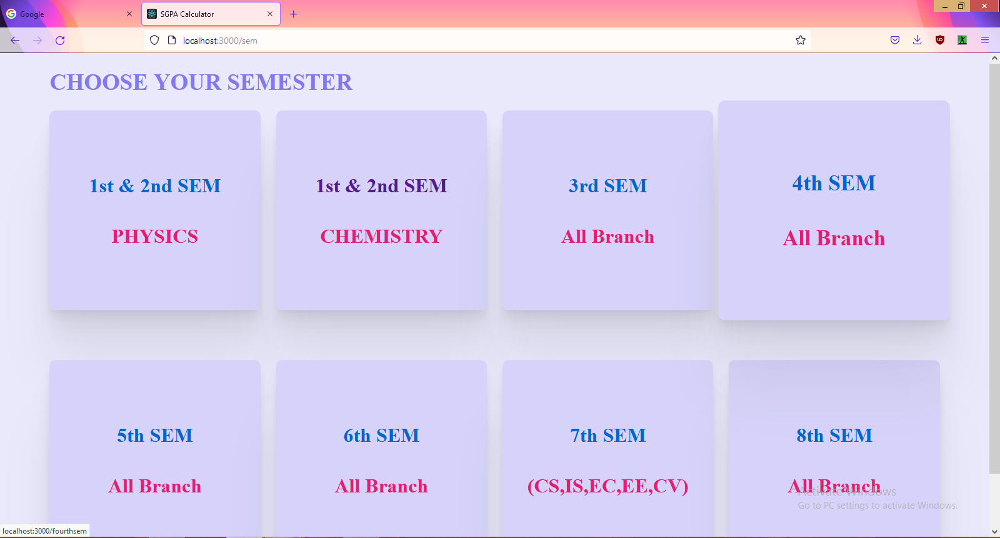 Google
SGPA Calculator
localhost:3000/sem
CHOOSE YOUR SEMESTER
1st & 2nd SEM
PHYSICS
1st & 2nd SEM
CHEMISTRY
3rd SEM
All Branch
4th SEM
All Branch
5th SEM
All Branch
6th SEM
All Branch
7th SEM
(CS,IS,EC,EE,CV)
8th SEM
All Branch
Activate Windows
Go to PC settings to activate Windows.
localhost:3000/fourthsem